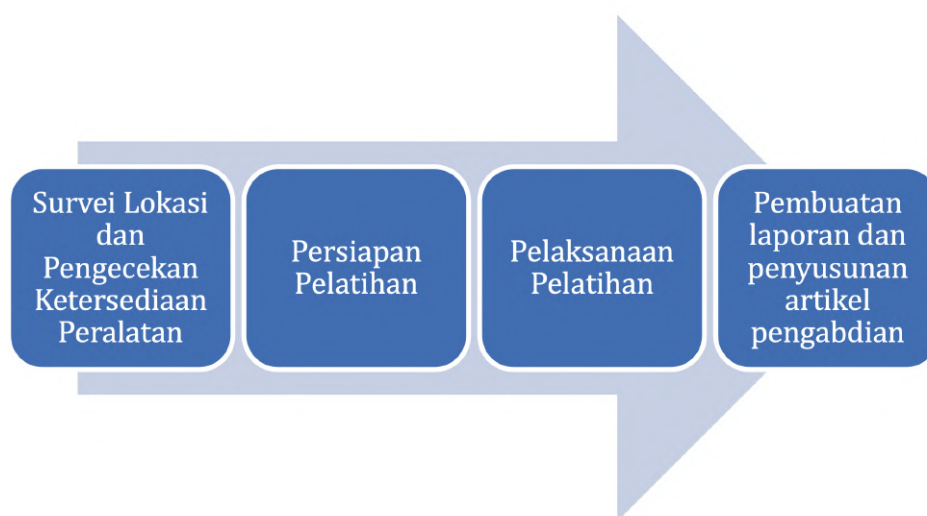 Survei Lokasi
dan
Pengecekan
Ketersediaan
Peralatan
Persiapan
Pelatihan
Pelaksanaan
Pelatihan
Pembuatan
laporan dan
penyusunan
artikel
pengabdian